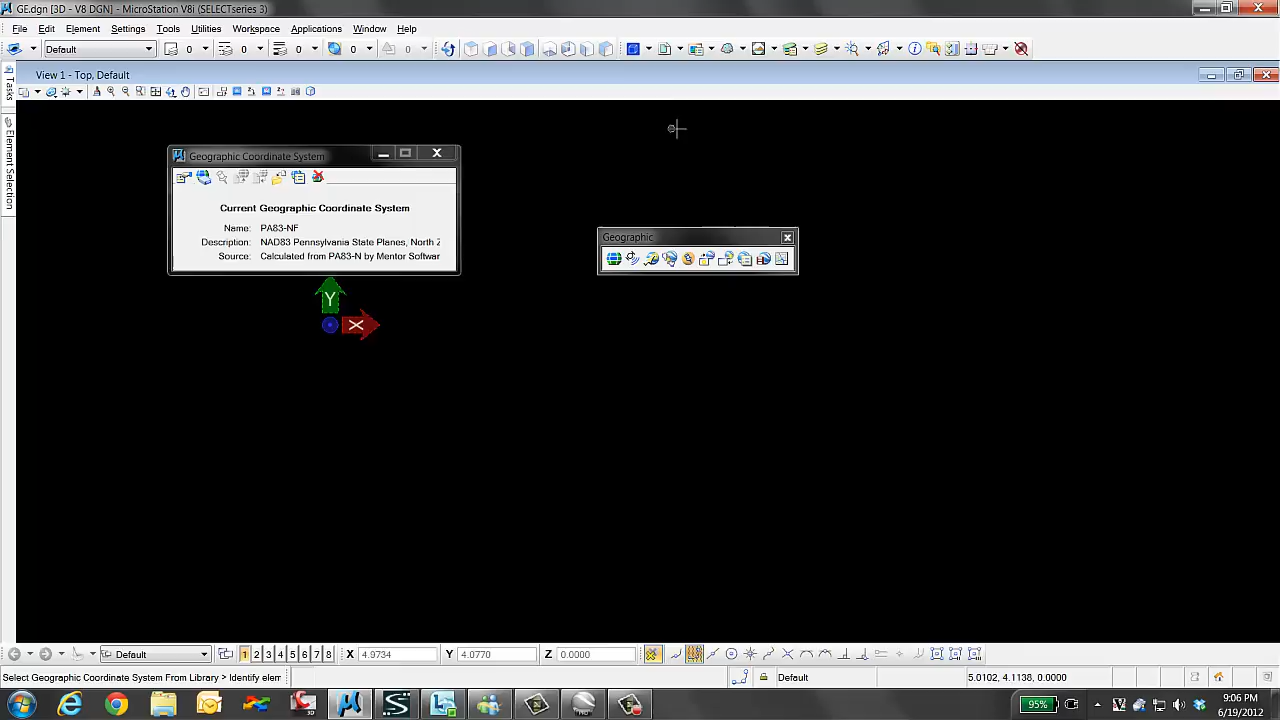 GE.dgn [3D - V8 DGN] - MicroStation V8i (SELECTseries 3)
File Edit Element Settings Tools Utilities Workspace Applications Window Help
Default 0 0 0 0 0
View 1 - Top, Default
Tasks
Element Selection
Geographic Coordinate System
Current Geographic Coordinate System
Name: PA83-NF
Description: NAD83 Pennsylvania State Planes, North Z
Source: Calculated from PA83-N by Mentor Softwar
Geographic
Y
X
Default 1 2 3 4 5 6 7 8 X 4.9734 Y 4.0770 Z 0.0000
Select Geographic Coordinate System From Library > Identify elem Default 5.0102, 4.1138, 0.0000
95% 9:06 PM
6/19/2012